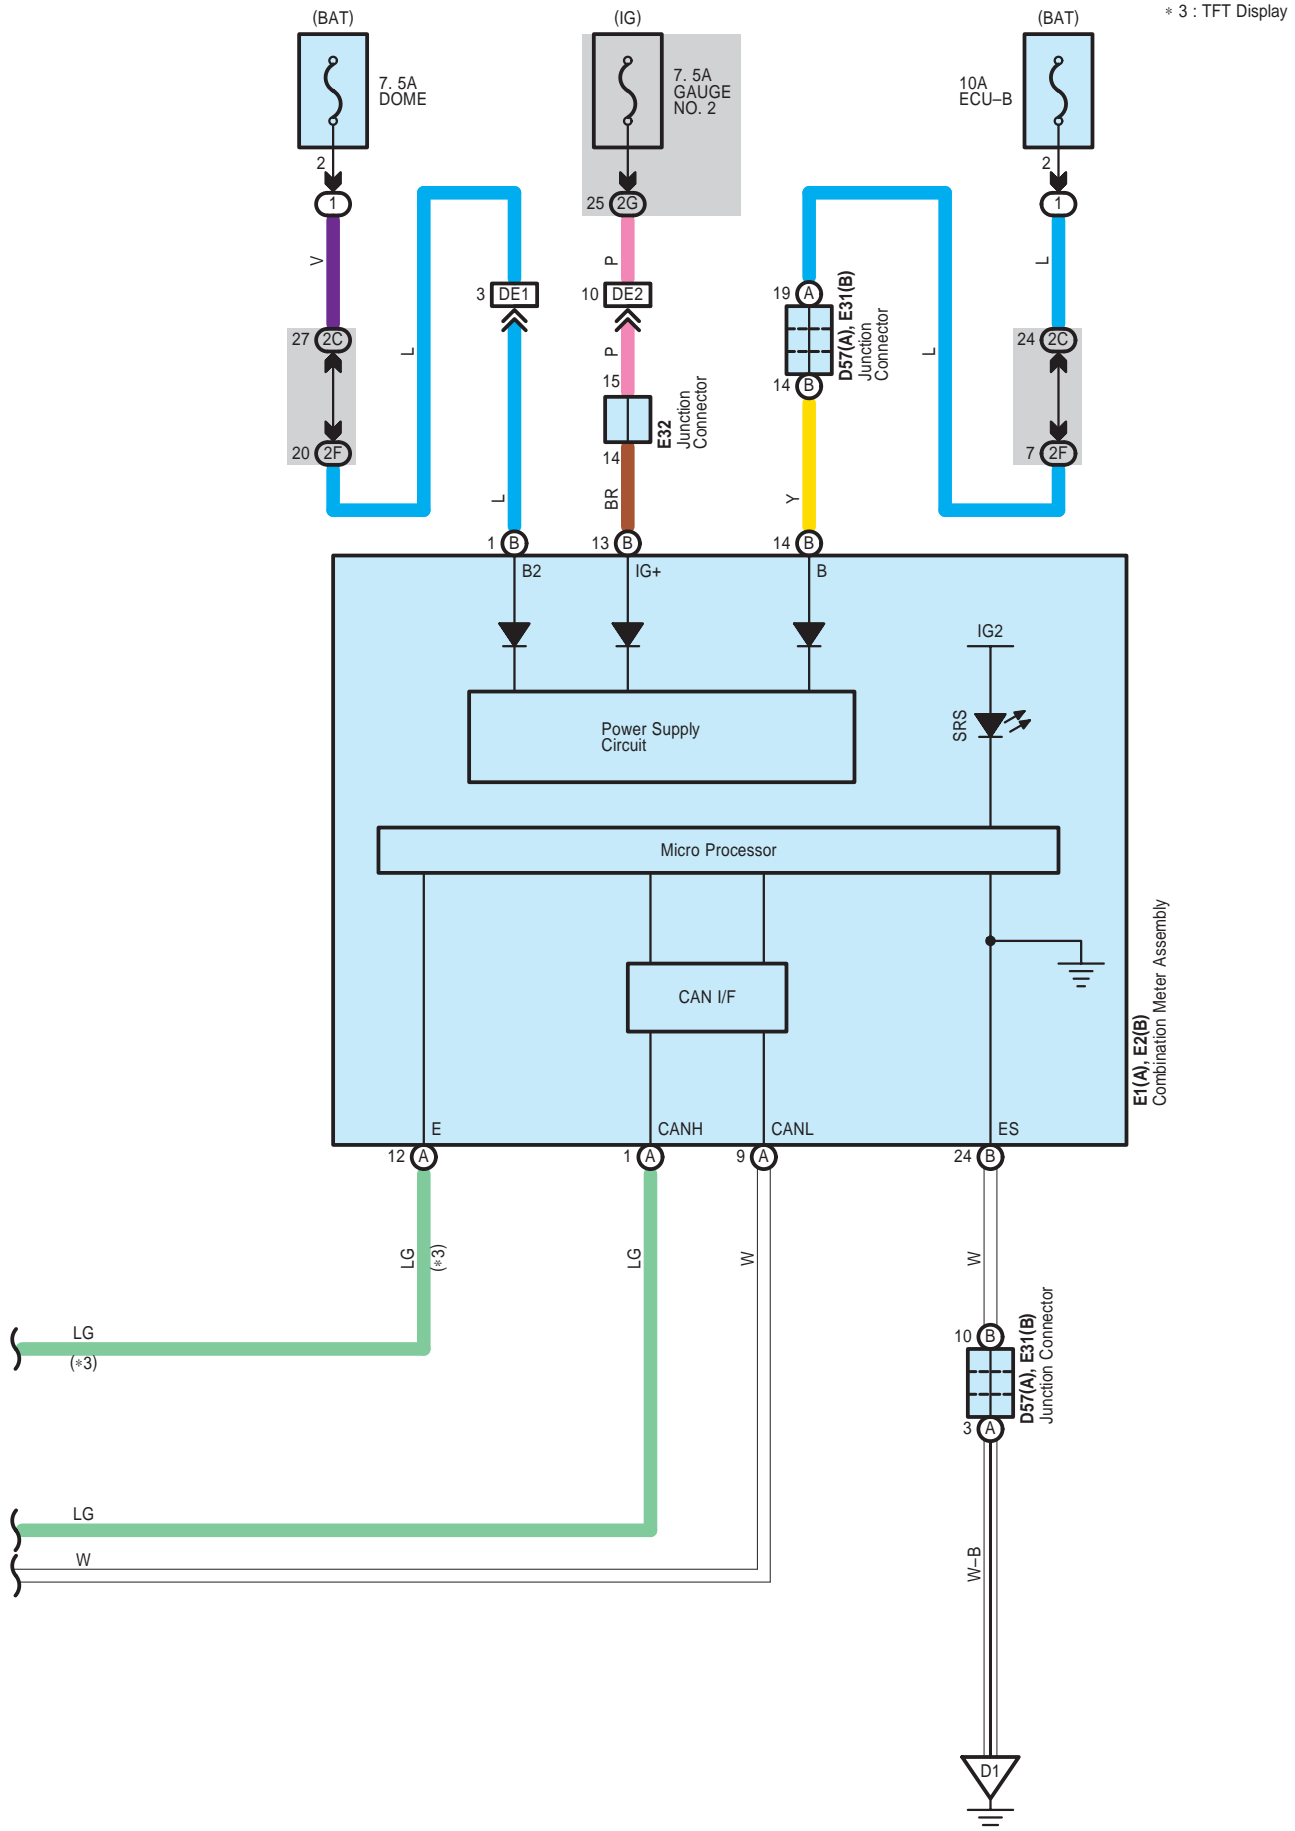 (BAT)
(IG)
(BAT)
* 3 : TFT Display
7. 5A
DOME
7. 5A
GAUGE
NO. 2
10A
ECU–B
2
1
25 2G
2
1
V
P
L
3 DE1
10 DE2
19 A
D57(A), E31(B)
Junction
Connector
27 2C
24 2C
L
P
L
15
14 B
E32
Junction
Connector
20 2F
14
7 2F
L
BR
Y
1 B
13 B
14 B
B2
IG+
B
IG2
SRS
Power Supply
Circuit
Micro Processor
CAN I/F
E1(A), E2(B)
Combination Meter Assembly
E
CANH
CANL
ES
12 A
1 A
9 A
24 B
LG
(*3)
LG
W
W
LG
(*3)
10 B
D57(A), E31(B)
Junction Connector
3 A
LG
W
W–B
D1